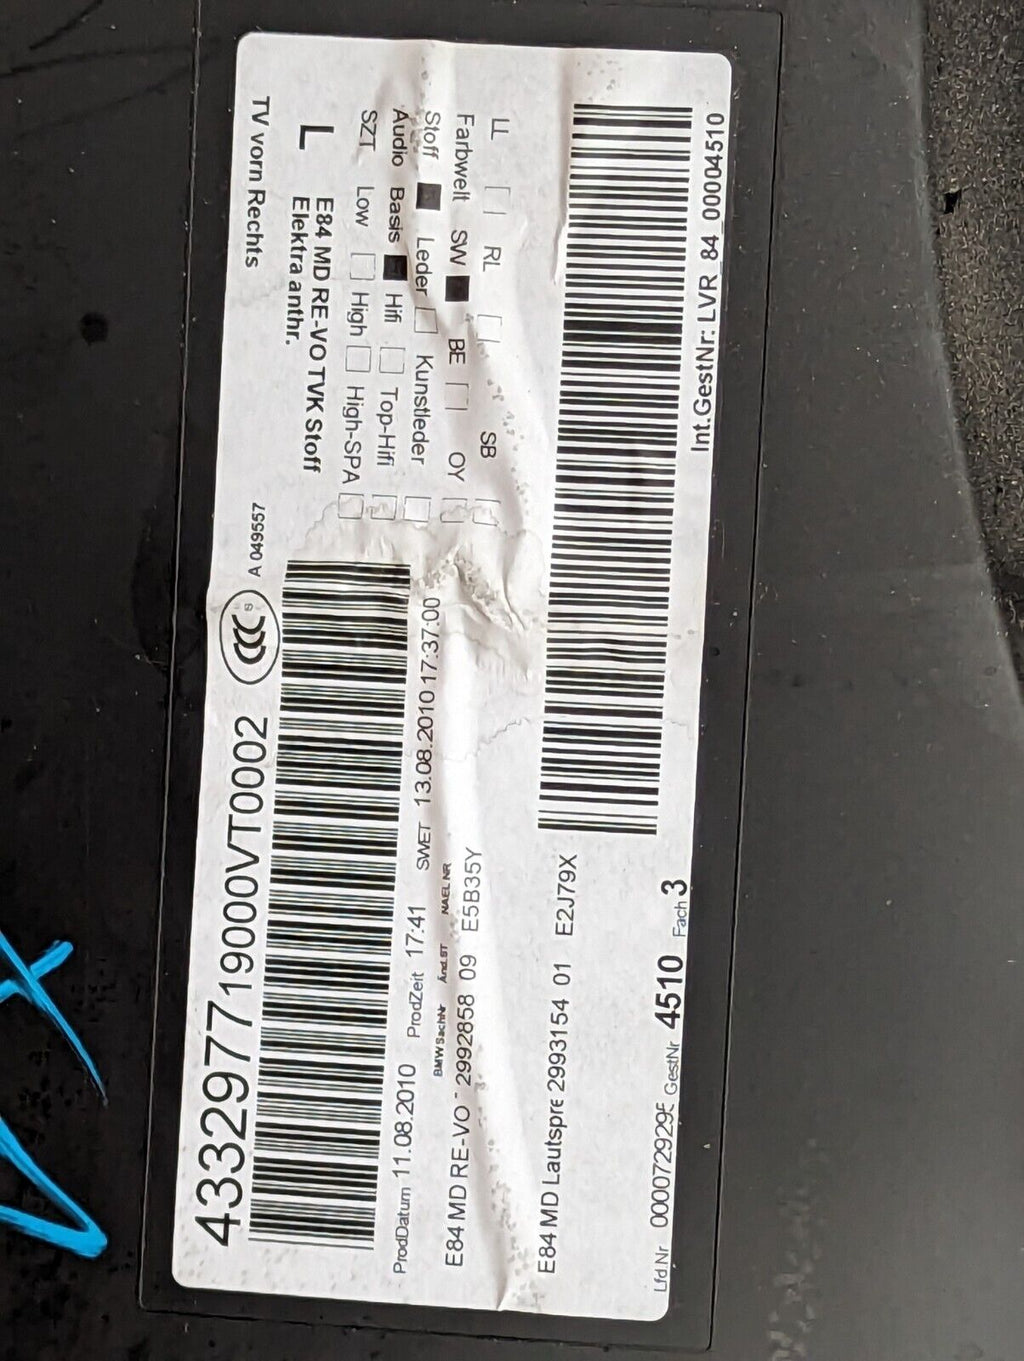 TV vorn Rechts
L E84 MD RE-VO TVK Stoff
Elektra anthr.
SZT Low High High-SPA
Audio Basis Hifi Top-Hifi
Stoff Leder Kunstleder
Farbwelt SW BE OY
LL RL SB
Int.GestNr: LVR_84_00004510
A 049557
CCC S
43329771900VT0002
ProdDatum 11.08.2010 ProdZeit 17:41 SWET 13.08.2010 17:37:00
BMW SachNr Änd.ST NAEL NR
E84 MD RE-VO - 2992858 09 E5B35Y
E84 MD Lautspre 2993154 01 E2J79X
Lfd.Nr GestNr 4510 Fach 3